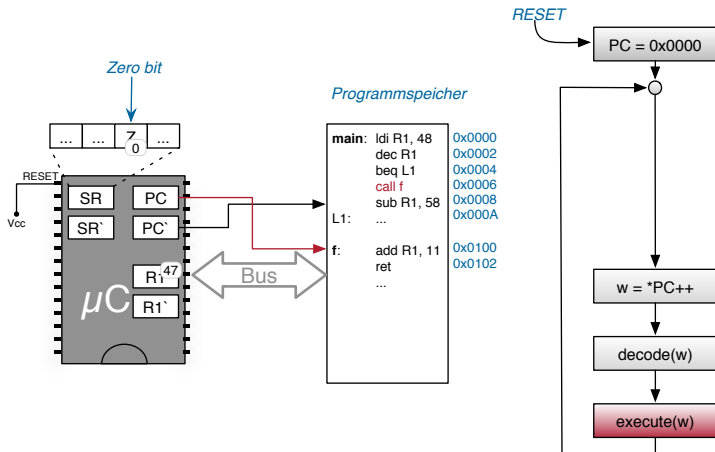 RESET
PC = 0x0000
Zero bit
Programmspeicher
... ... Z ...
0
main: ldi R1, 48 0x0000
dec R1 0x0002
beq L1 0x0004
call f 0x0006
sub R1, 58 0x0008
L1: ... 0x000A
f: add R1, 11 0x0100
ret 0x0102
...
RESET
Vcc
SR PC
SR` PC`
R1 47
R1`
µC
Bus
w = *PC++
decode(w)
execute(w)